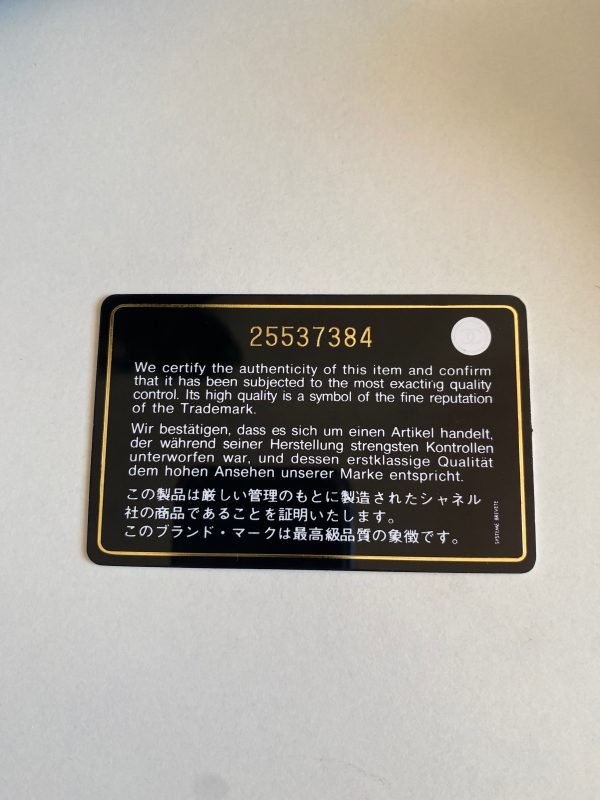 25537384
We certify the authenticity of this item and confirm
that it has been subjected to the most exacting quality
control. Its high quality is a symbol of the fine reputation
of the Trademark.
Wir bestätigen, dass es sich um einen Artikel handelt,
der während seiner Herstellung strengsten Kontrollen
unterworfen war, und dessen erstklassige Qualität
dem hohen Ansehen unserer Marke entspricht.
この製品は厳しい管理のもとに製造されたシャネル
社の商品であることを証明いたします。
このブランド・マークは最高級品質の象徴です。
SYSTEME BREVETE